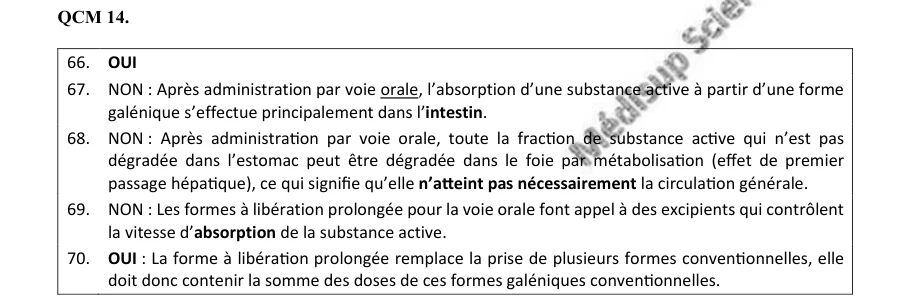 QCM 14.
66. OUI
67. NON : Après administration par voie orale, l'absorption d'une substance active à partir d'une forme
galénique s'effectue principalement dans l'intestin.
68. NON : Après administration par voie orale, toute la fraction de substance active qui n'est pas
dégradée dans l'estomac peut être dégradée dans le foie par métabolisation (effet de premier
passage hépatique), ce qui signifie qu'elle n'atteint pas nécessairement la circulation générale.
69. NON : Les formes à libération prolongée pour la voie orale font appel à des excipients qui contrôlent
la vitesse d'absorption de la substance active.
70. OUI : La forme à libération prolongée remplace la prise de plusieurs formes conventionnelles, elle
doit donc contenir la somme des doses de ces formes galéniques conventionnelles.
Médisup